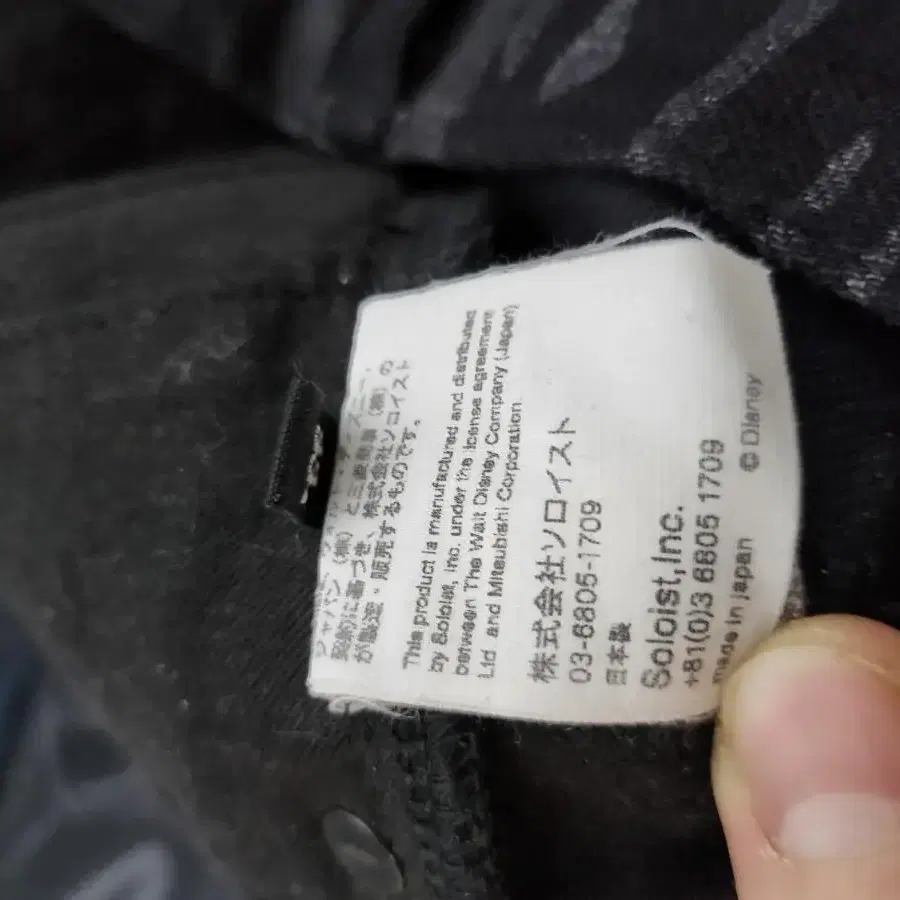 ジャパン(株)
と三菱商事(株)の
契約に基づき、株式会社ソロイスト
が製造・販売するものです。
This product is manufactured and distributed
by Soloist, Inc. under the license agreement
between The Walt Disney Company (Japan)
Ltd and Mitsubishi Corporation.
株式会社ソロイスト
03-6805-1709
日本製
Soloist,Inc.
+81(0)3 6805 1709
made in japan © Disney